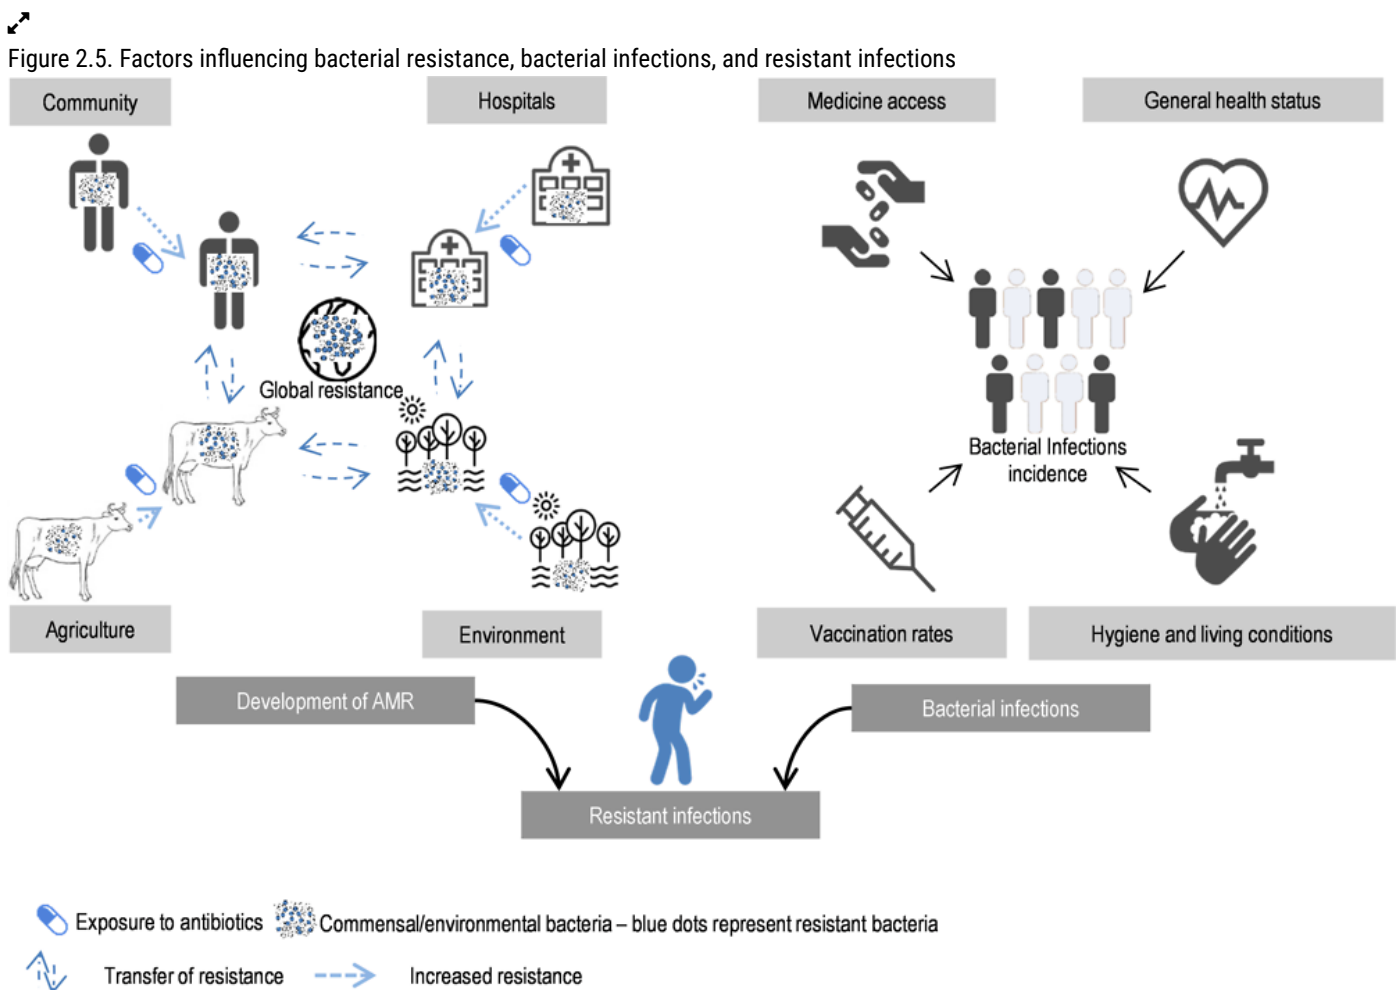 Figure 2.5. Factors influencing bacterial resistance, bacterial infections, and resistant infections
Community
Hospitals
Medicine access
General health status
Global resistance
Bacterial Infections
incidence
Agriculture
Environment
Vaccination rates
Hygiene and living conditions
Development of AMR
Bacterial infections
Resistant infections
Exposure to antibiotics
Commensal/environmental bacteria – blue dots represent resistant bacteria
Transfer of resistance
Increased resistance